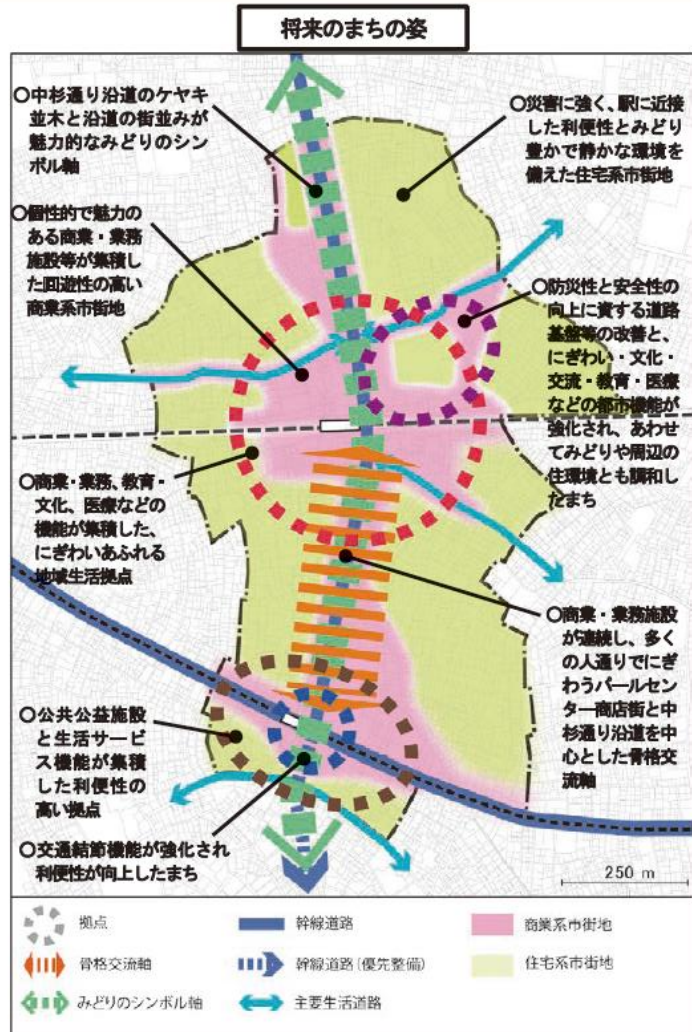 将来のまちの姿
○中杉通り沿道のケヤキ
並木と沿道の街並みが
魅力的なみどりのシン
ボル軸
○個性的で魅力の
ある商業・業務
施設等が集積し
た回遊性の高い
商業系市街地
○商業・業務、教育・
文化、医療などの
機能が集積した、
にぎわいあふれる
地域生活拠点
○公共公益施設
と生活サービ
ス機能が集積
した利便性の
高い拠点
○交通結節機能が強化され
利便性が向上したまち
○災害に強く、駅に近接
した利便性とみどり
豊かで静かな環境を
備えた住宅系市街地
○防災性と安全性の
向上に資する道路
基盤等の改善と、
にぎわい・文化・
交流・教育・医療
などの都市機能が
強化され、あわせ
てみどりや周辺の
住環境とも調和し
たまち
○商業・業務施設
が連続し、多く
の人通りでにぎ
わうパールセン
ター商店街と中
杉通り沿道を中
心とした骨格交
流軸
250 m
拠点
幹線道路
商業系市街地
骨格交流軸
幹線道路(優先整備)
住宅系市街地
みどりのシンボル軸
主要生活道路